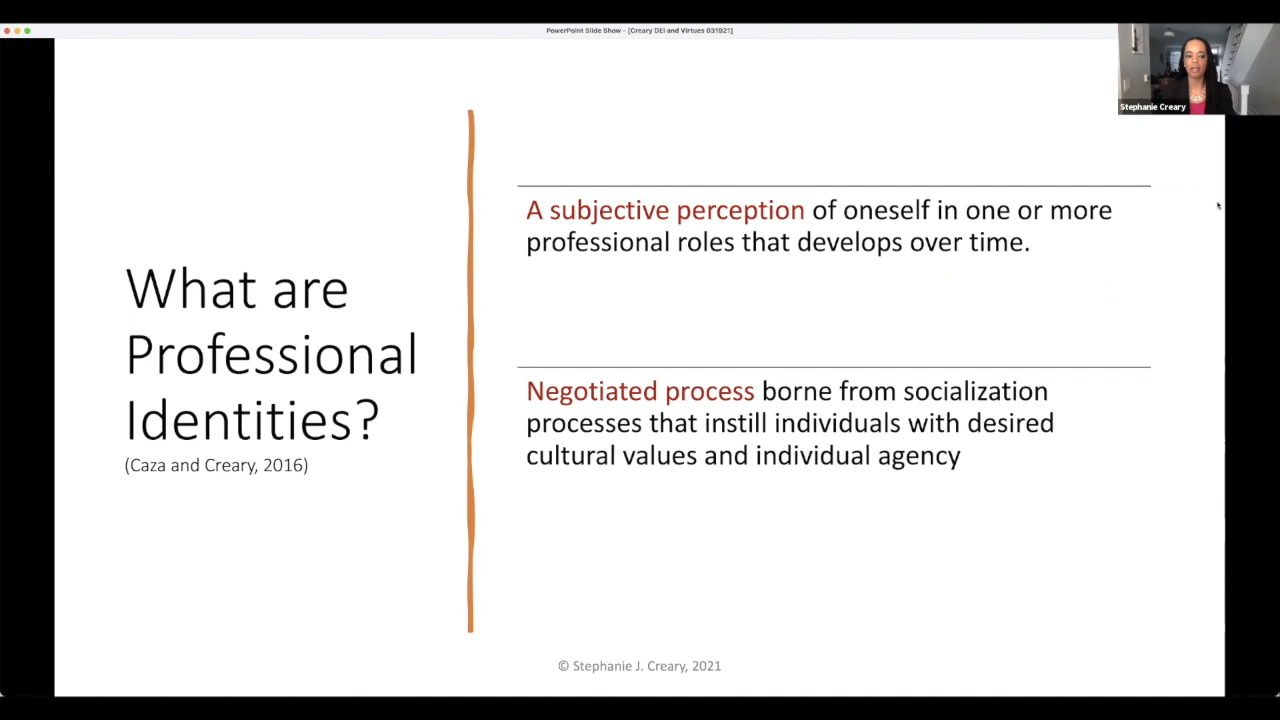 PowerPoint Slide Show - [Creary DEI and Virtues 031921]
Stephanie Creary
What are
Professional
Identities?
(Caza and Creary, 2016)
A subjective perception of oneself in one or more
professional roles that develops over time.
Negotiated process borne from socialization
processes that instill individuals with desired
cultural values and individual agency
© Stephanie J. Creary, 2021